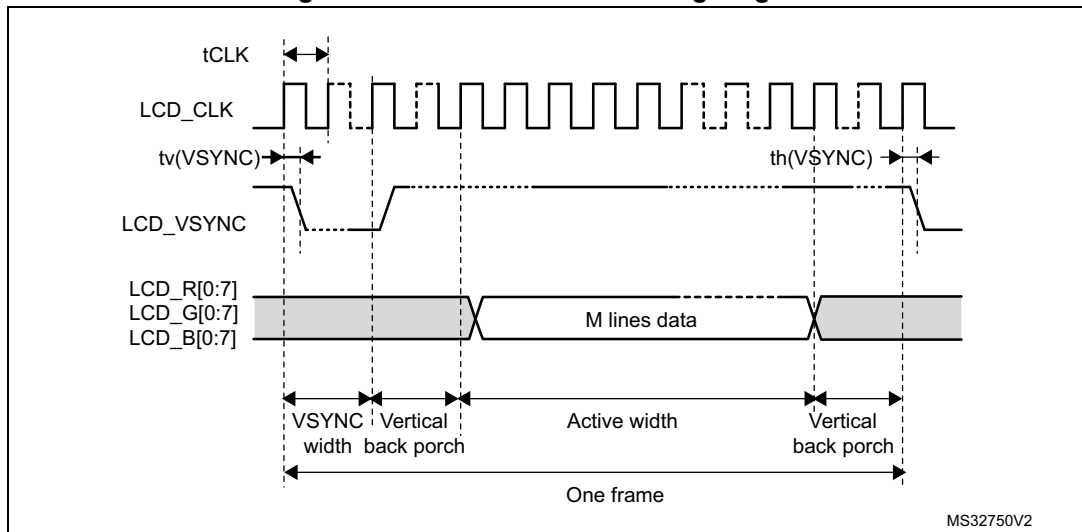 tCLK
LCD_CLK
tv(VSYNC)
th(VSYNC)
LCD_VSYNC
LCD_R[0:7]
LCD_G[0:7]
LCD_B[0:7]
M lines data
VSYNC width
Vertical back porch
Active width
Vertical back porch
One frame
MS32750V2